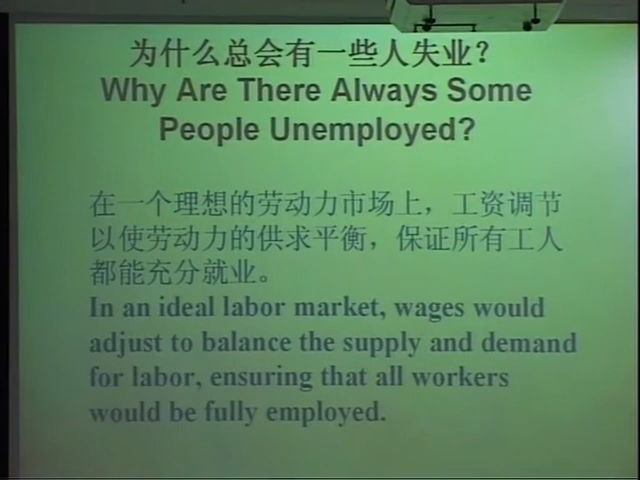 为什么总会有一些人失业？
Why Are There Always Some
People Unemployed?
在一个理想的劳动力市场上，工资调节
以使劳动力的供求平衡，保证所有工人
都能充分就业。
In an ideal labor market, wages would
adjust to balance the supply and demand
for labor, ensuring that all workers
would be fully employed.